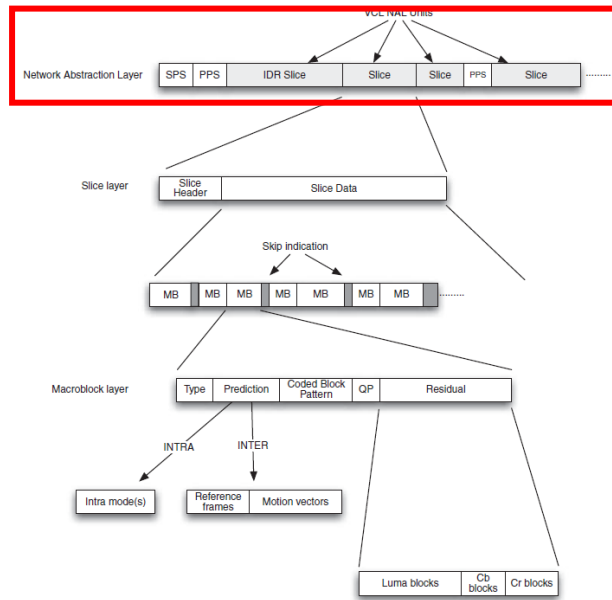 VCL NAL Units
Network Abstraction Layer
SPS PPS IDR Slice Slice Slice PPS Slice
Slice layer
Slice
Header
Slice Data
Skip indication
MB MB MB MB MB MB MB
Macroblock layer
Type Prediction Coded Block
Pattern QP Residual
INTRA
INTER
Intra mode(s)
Reference
frames
Motion vectors
Luma blocks
Cb
blocks
Cr blocks